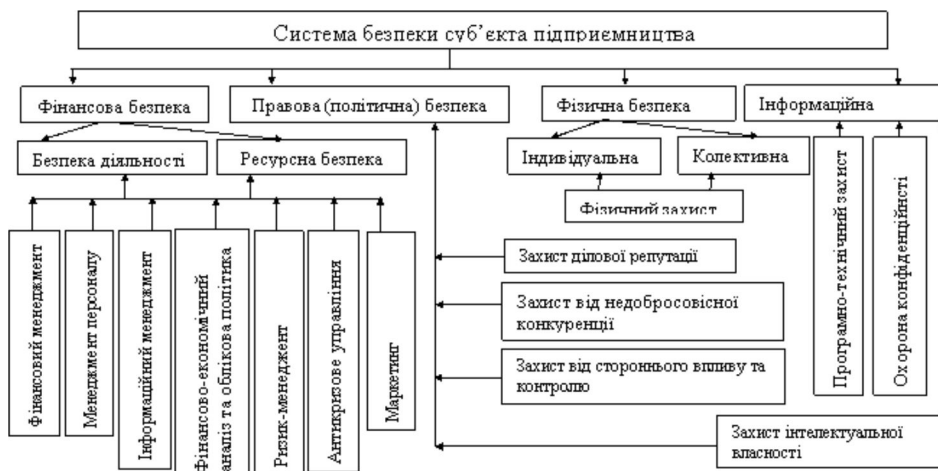 Система безпеки суб’єкта підприємництва
Фінансова безпека
Правова (політична) безпека
Фізична безпека
Інформаційна
Безпека діяльності
Ресурсна безпека
Індивідуальна
Колективна
Фізичний захист
Фінансовий менеджмент
Менеджмент персоналу
Інформаційний менеджмент
Фінансово-економічний
аналіз та облікова політика
Ризик-менеджент
Антикризове управління
Маркетинг
Захист ділової репутації
Захист від недобросовісної
конкуренції
Захист від стороннього впливу та
контролю
Захист інтелектуальної
власності
Програмно-технічний захист
Охорона конфіденційнсті